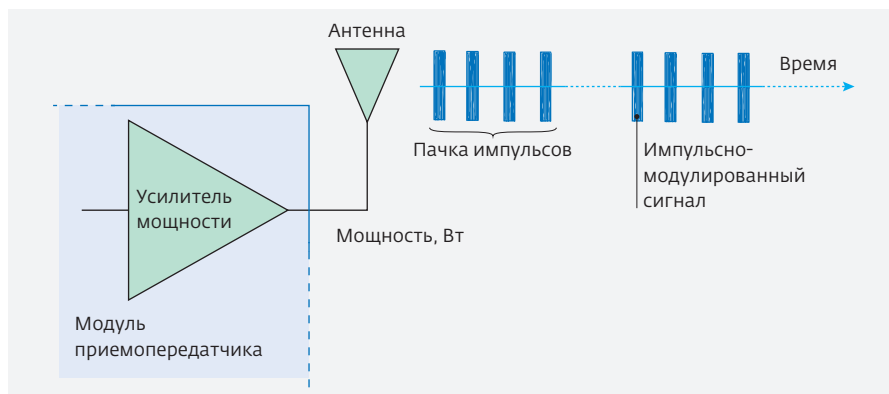 Антенна
Время
Пачка импульсов
Импульсно-
модулированный
сигнал
Усилитель
мощности
Мощность, Вт
Модуль
приемопередатчика